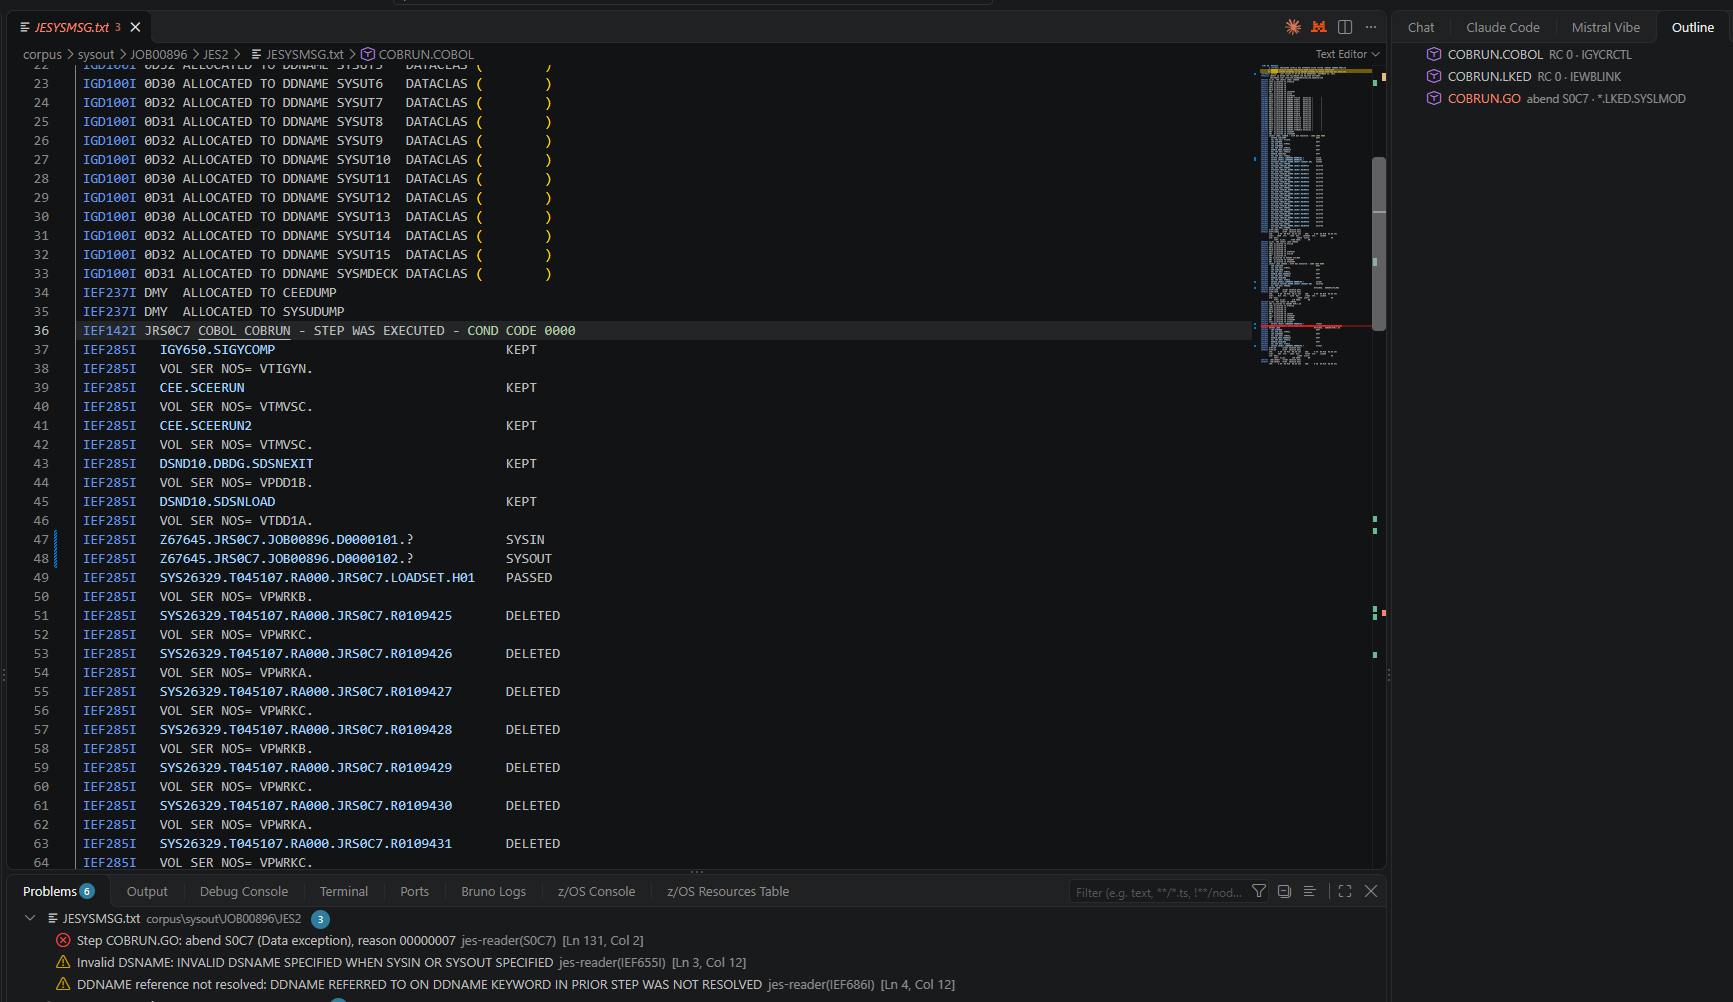 JESYSMSG.txt 3
corpus > sysout > JOB00896 > JES2 > JESYSMSG.txt > COBRUN.COBOL
Text Editor
22 IGD100I 0D32 ALLOCATED TO DDNAME SYSUT5   DATACLAS (        )
23 IGD100I 0D30 ALLOCATED TO DDNAME SYSUT6   DATACLAS (        )
24 IGD100I 0D32 ALLOCATED TO DDNAME SYSUT7   DATACLAS (        )
25 IGD100I 0D31 ALLOCATED TO DDNAME SYSUT8   DATACLAS (        )
26 IGD100I 0D32 ALLOCATED TO DDNAME SYSUT9   DATACLAS (        )
27 IGD100I 0D32 ALLOCATED TO DDNAME SYSUT10  DATACLAS (        )
28 IGD100I 0D30 ALLOCATED TO DDNAME SYSUT11  DATACLAS (        )
29 IGD100I 0D31 ALLOCATED TO DDNAME SYSUT12  DATACLAS (        )
30 IGD100I 0D30 ALLOCATED TO DDNAME SYSUT13  DATACLAS (        )
31 IGD100I 0D32 ALLOCATED TO DDNAME SYSUT14  DATACLAS (        )
32 IGD100I 0D32 ALLOCATED TO DDNAME SYSUT15  DATACLAS (        )
33 IGD100I 0D31 ALLOCATED TO DDNAME SYSMDECK DATACLAS (        )
34 IEF237I DMY  ALLOCATED TO CEEDUMP
35 IEF237I DMY  ALLOCATED TO SYSUDUMP
36 IEF142I JRS0C7 COBOL COBRUN - STEP WAS EXECUTED - COND CODE 0000
37 IEF285I   IGY650.SIGYCOMP                              KEPT
38 IEF285I   VOL SER NOS= VTIGYN.
39 IEF285I   CEE.SCEERUN                                  KEPT
40 IEF285I   VOL SER NOS= VTMVSC.
41 IEF285I   CEE.SCEERUN2                                 KEPT
42 IEF285I   VOL SER NOS= VTMVSC.
43 IEF285I   DSND10.DBDG.SDSNEXIT                         KEPT
44 IEF285I   VOL SER NOS= VPDD1B.
45 IEF285I   DSND10.SDSNLOAD                              KEPT
46 IEF285I   VOL SER NOS= VTDD1A.
47 IEF285I   Z67645.JRS0C7.JOB00896.D0000101.?            SYSIN
48 IEF285I   Z67645.JRS0C7.JOB00896.D0000102.?            SYSOUT
49 IEF285I   SYS26329.T045107.RA000.JRS0C7.LOADSET.H01    PASSED
50 IEF285I   VOL SER NOS= VPWRKB.
51 IEF285I   SYS26329.T045107.RA000.JRS0C7.R0109425       DELETED
52 IEF285I   VOL SER NOS= VPWRKC.
53 IEF285I   SYS26329.T045107.RA000.JRS0C7.R0109426       DELETED
54 IEF285I   VOL SER NOS= VPWRKA.
55 IEF285I   SYS26329.T045107.RA000.JRS0C7.R0109427       DELETED
56 IEF285I   VOL SER NOS= VPWRKC.
57 IEF285I   SYS26329.T045107.RA000.JRS0C7.R0109428       DELETED
58 IEF285I   VOL SER NOS= VPWRKB.
59 IEF285I   SYS26329.T045107.RA000.JRS0C7.R0109429       DELETED
60 IEF285I   VOL SER NOS= VPWRKC.
61 IEF285I   SYS26329.T045107.RA000.JRS0C7.R0109430       DELETED
62 IEF285I   VOL SER NOS= VPWRKA.
63 IEF285I   SYS26329.T045107.RA000.JRS0C7.R0109431       DELETED
64 IEF285I   VOL SER NOS= VPWRKC.
Chat Claude Code Mistral Vibe Outline
COBRUN.COBOL RC 0 · IGYCRCTL
COBRUN.LKED RC 0 · IEWBLINK
COBRUN.GO abend S0C7 · *.LKED.SYSLMOD
Problems 6 Output Debug Console Terminal Ports Bruno Logs z/OS Console z/OS Resources Table
Filter (e.g. text, **/*.ts, !**/nod...
JESYSMSG.txt corpus\sysout\JOB00896\JES2 3
Step COBRUN.GO: abend S0C7 (Data exception), reason 00000007 jes-reader(S0C7) [Ln 131, Col 2]
Invalid DSNAME: INVALID DSNAME SPECIFIED WHEN SYSIN OR SYSOUT SPECIFIED jes-reader(IEF655I) [Ln 3, Col 12]
DDNAME reference not resolved: DDNAME REFERRED TO ON DDNAME KEYWORD IN PRIOR STEP WAS NOT RESOLVED jes-reader(IEF686I) [Ln 4, Col 12]